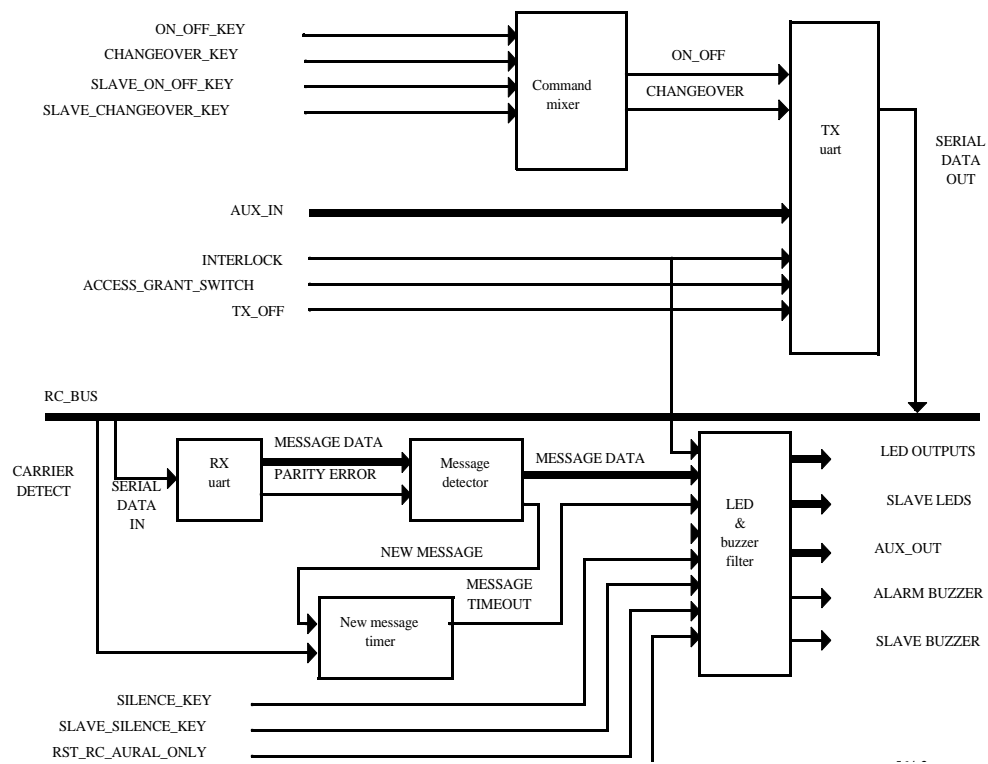 ON_OFF_KEY
CHANGEOVER_KEY
SLAVE_ON_OFF_KEY
SLAVE_CHANGEOVER_KEY
Command
mixer
ON_OFF
CHANGEOVER
TX
uart
SERIAL
DATA
OUT
AUX_IN
INTERLOCK
ACCESS_GRANT_SWITCH
TX_OFF
RC_BUS
CARRIER
DETECT
SERIAL
DATA
IN
RX
uart
MESSAGE DATA
PARITY ERROR
Message
detector
MESSAGE DATA
NEW MESSAGE
MESSAGE
TIMEOUT
New message
timer
LED
&
buzzer
filter
LED OUTPUTS
SLAVE LEDS
AUX_OUT
ALARM BUZZER
SLAVE BUZZER
SILENCE_KEY
SLAVE_SILENCE_KEY
RST_RC_AURAL_ONLY